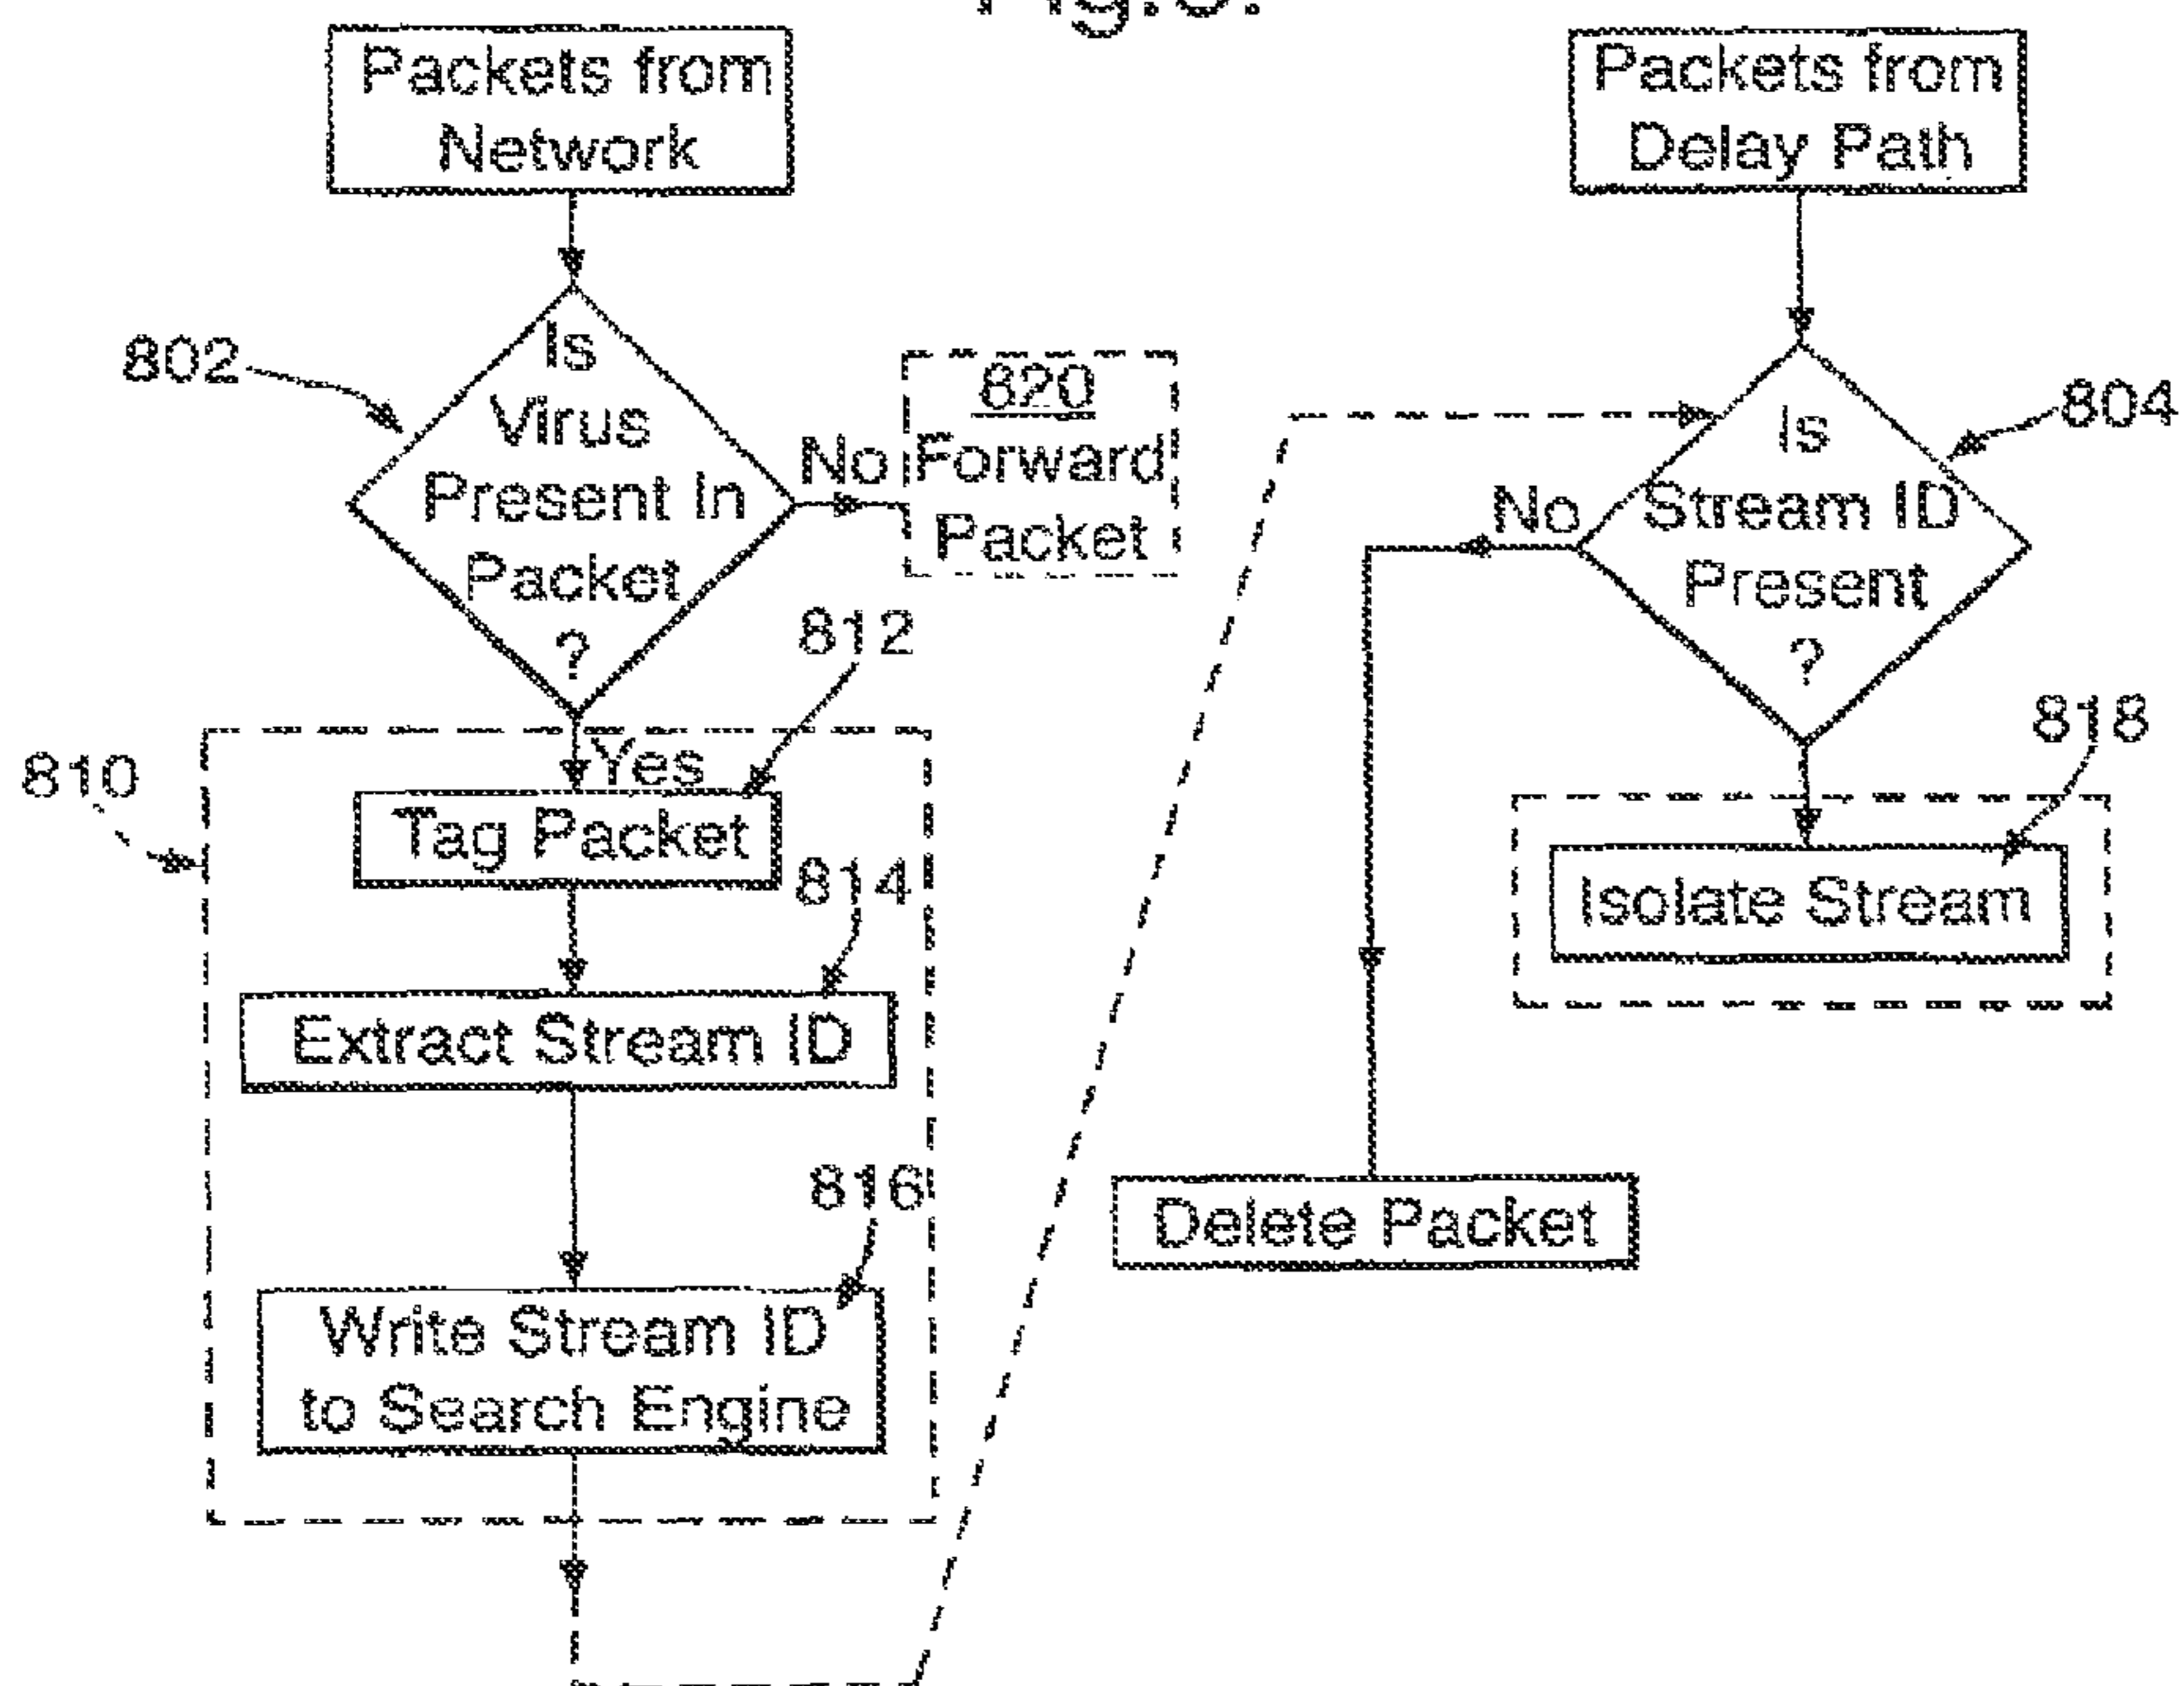 Packets from
Network
Packets from
Delay Path
802
Is
Virus
Present In
Packet
?
No
820
Forward
Packet
804
Is
Stream ID
Present
?
No
810
Yes
812
Tag Packet
814
Extract Stream ID
816
Write Stream ID
to Search Engine
818
Isolate Stream
Delete Packet